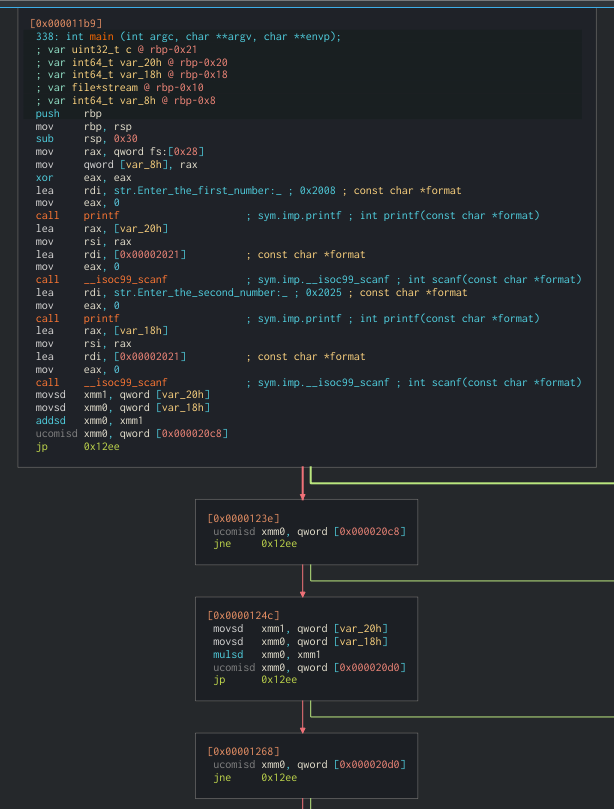 [0x000011b9]
338: int main (int argc, char **argv, char **envp);
; var uint32_t c @ rbp-0x21
; var int64_t var_20h @ rbp-0x20
; var int64_t var_18h @ rbp-0x18
; var file*stream @ rbp-0x10
; var int64_t var_8h @ rbp-0x8
push rbp
mov rbp, rsp
sub rsp, 0x30
mov rax, qword fs:[0x28]
mov qword [var_8h], rax
xor eax, eax
lea rdi, str.Enter_the_first_number:_ ; 0x2008 ; const char *format
mov eax, 0
call printf ; sym.imp.printf ; int printf(const char *format)
lea rax, [var_20h]
mov rsi, rax
lea rdi, [0x00002021] ; const char *format
mov eax, 0
call __isoc99_scanf ; sym.imp.__isoc99_scanf ; int scanf(const char *format)
lea rdi, str.Enter_the_second_number:_ ; 0x2025 ; const char *format
mov eax, 0
call printf ; sym.imp.printf ; int printf(const char *format)
lea rax, [var_18h]
mov rsi, rax
lea rdi, [0x00002021] ; const char *format
mov eax, 0
call __isoc99_scanf ; sym.imp.__isoc99_scanf ; int scanf(const char *format)
movsd xmm1, qword [var_20h]
movsd xmm0, qword [var_18h]
addsd xmm0, xmm1
ucomisd xmm0, qword [0x000020c8]
jp 0x12ee
[0x0000123e]
ucomisd xmm0, qword [0x000020c8]
jne 0x12ee
[0x0000124c]
movsd xmm1, qword [var_20h]
movsd xmm0, qword [var_18h]
mulsd xmm0, xmm1
ucomisd xmm0, qword [0x000020d0]
jp 0x12ee
[0x00001268]
ucomisd xmm0, qword [0x000020d0]
jne 0x12ee